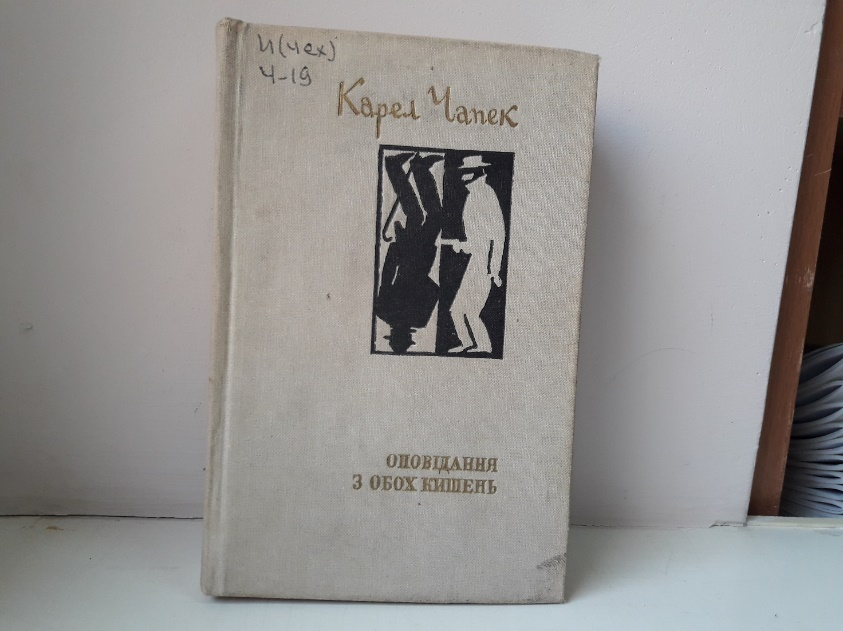 И(чех)
Ч-19
Карел Чапек
ОПОВІДАННЯ
З ОБОХ КИШЕНЬ